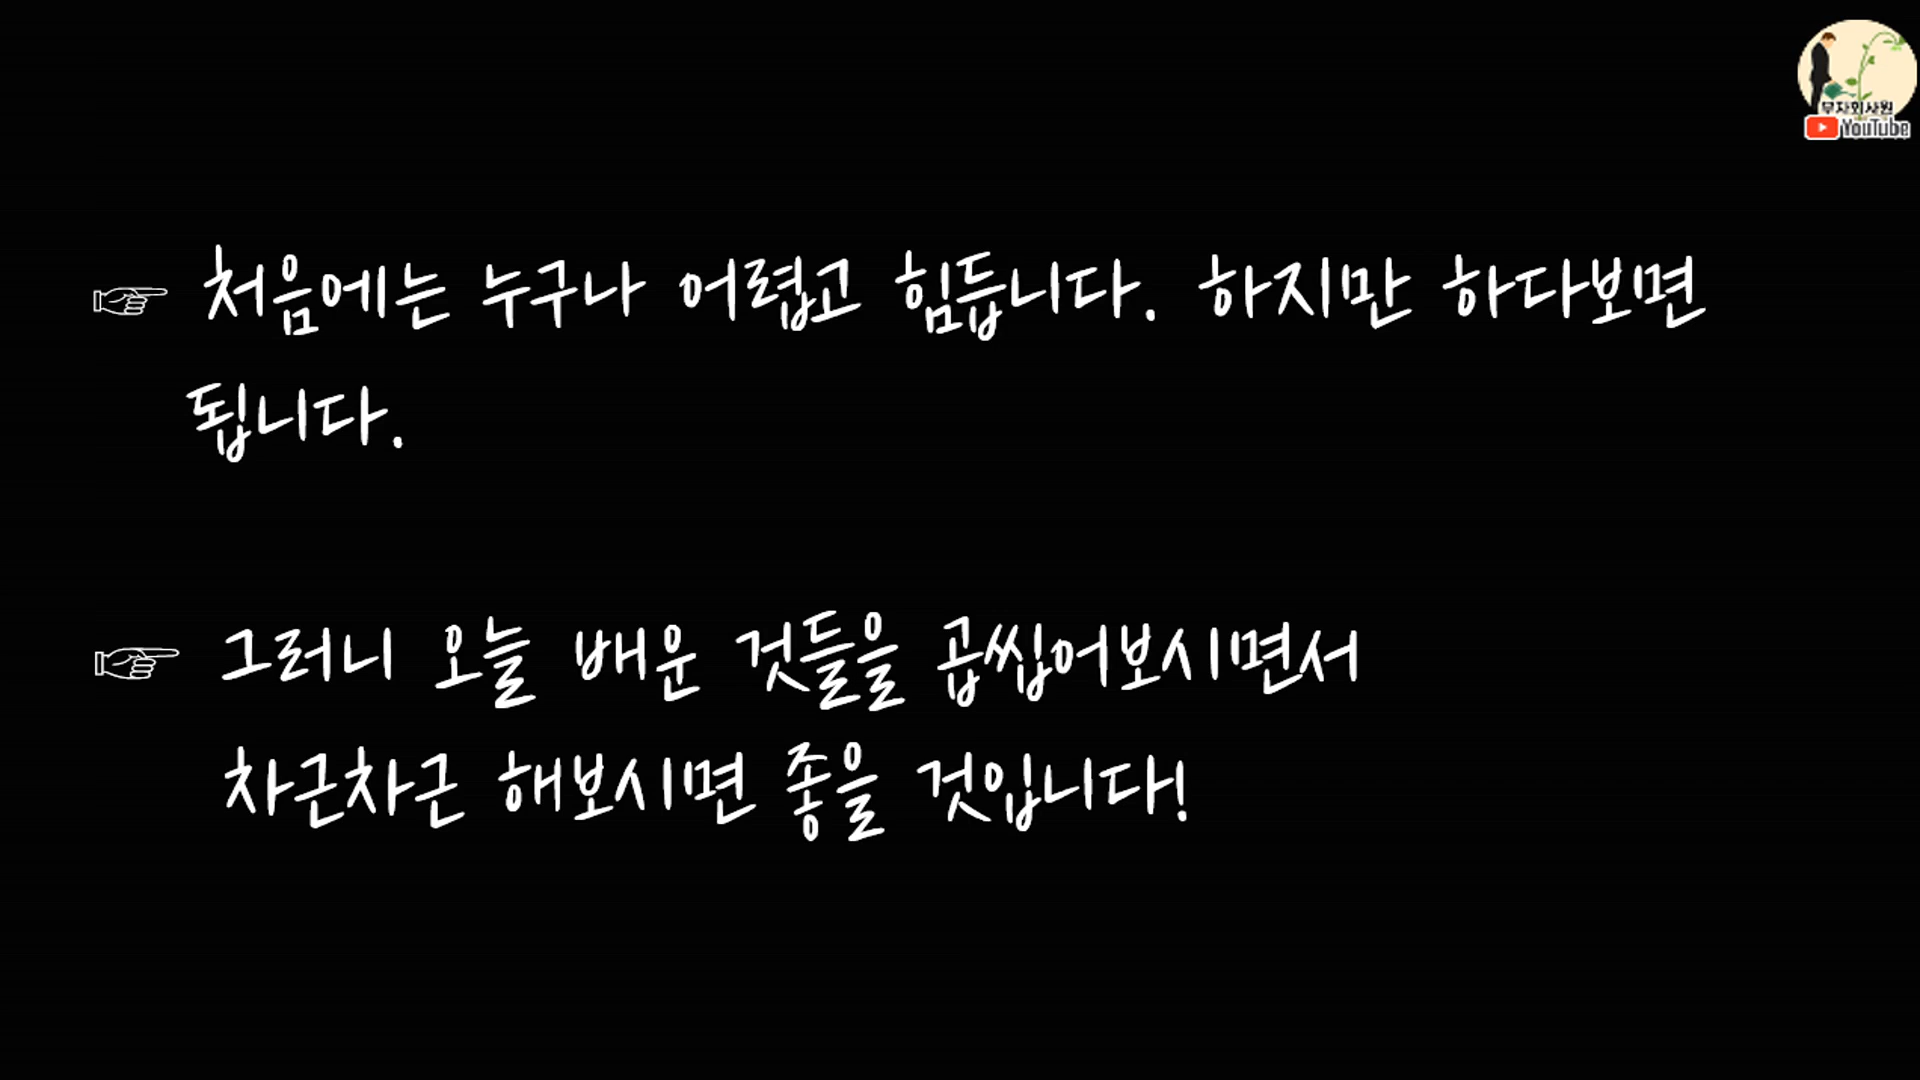 부자회사원
YouTube
☞ 처음에는 누구나 어렵고 힘듭니다. 하지만 하다보면
됩니다.
☞ 그러니 오늘 배운 것들을 곱씹어보시면서
차근차근 해보시면 좋을 것입니다!